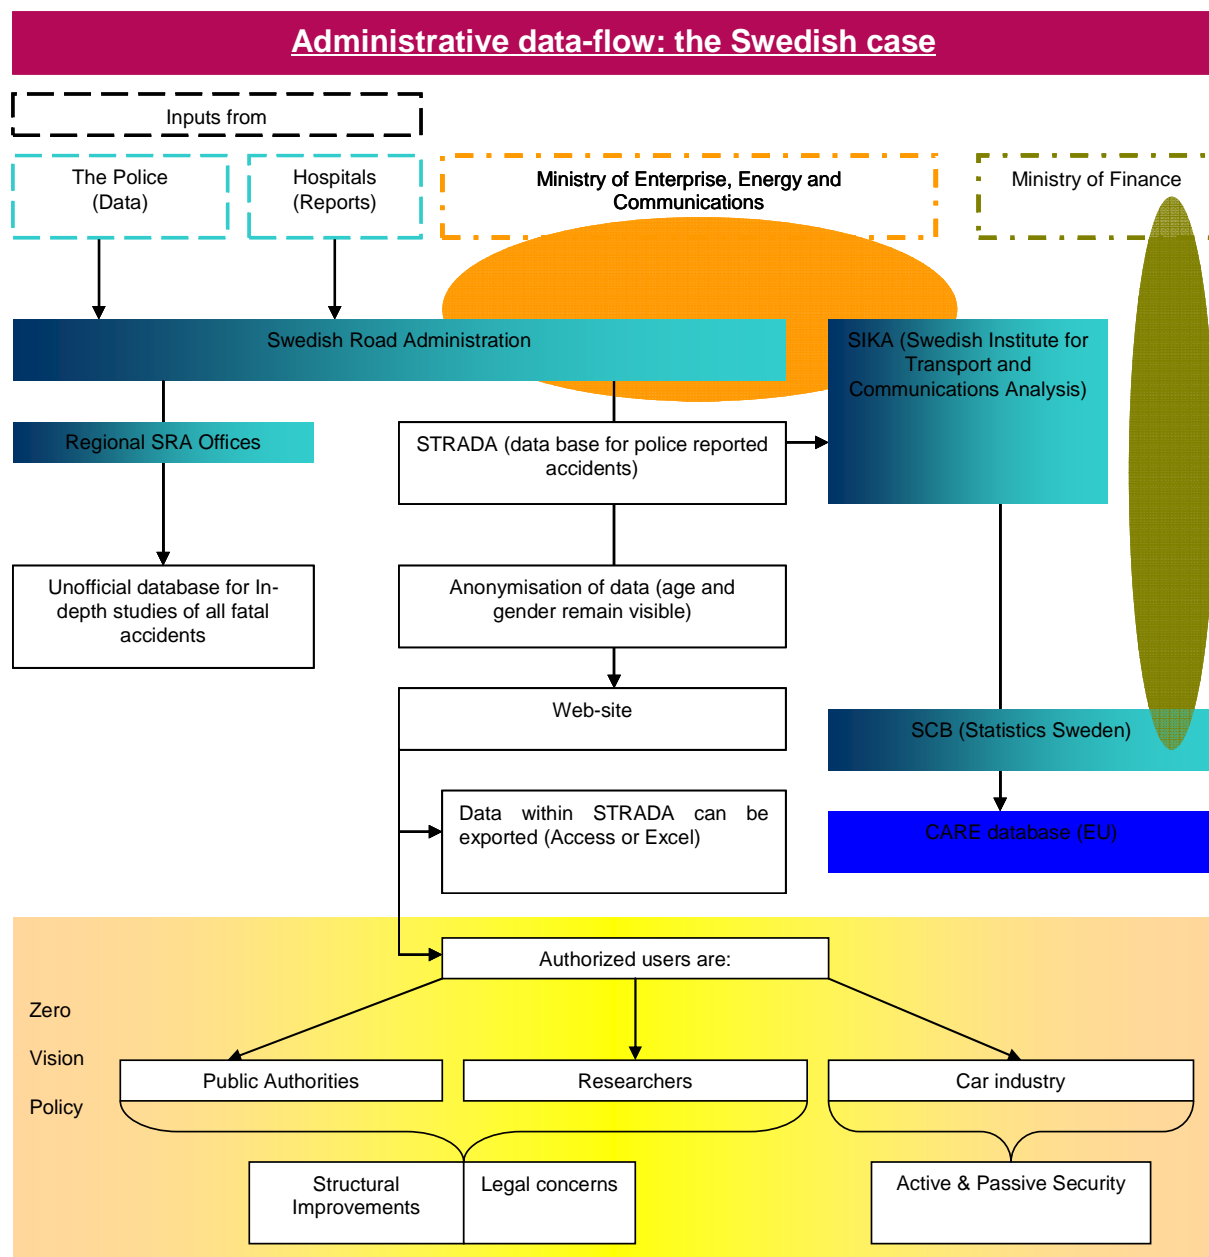 Administrative data-flow: the Swedish case
Inputs from
The Police
(Data)
Hospitals
(Reports)
Ministry of Enterprise, Energy and
Communications
Ministry of Finance
Swedish Road Administration
SIKA (Swedish Institute for
Transport and
Communications Analysis)
Regional SRA Offices
STRADA (data base for police reported
accidents)
Unofficial database for In-
depth studies of all fatal
accidents
Anonymisation of data (age and
gender remain visible)
Web-site
SCB (Statistics Sweden)
Data within STRADA can be
exported (Access or Excel)
CARE database (EU)
Authorized users are:
Zero
Vision
Policy
Public Authorities
Researchers
Car industry
Structural
Improvements
Legal concerns
Active & Passive Security